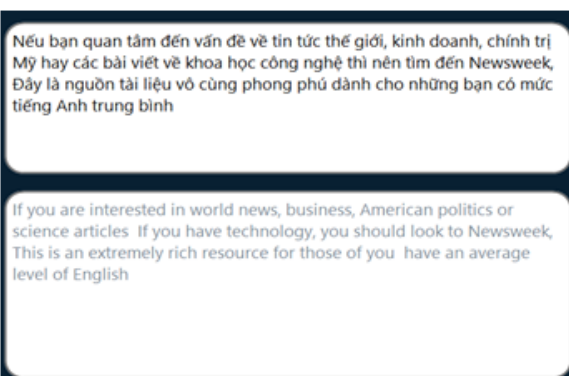 Nếu bạn quan tâm đến vấn đề về tin tức thế giới, kinh doanh, chính trị
Mỹ hay các bài viết về khoa học công nghệ thì nên tìm đến Newsweek,
Đây là nguồn tài liệu vô cùng phong phú dành cho những bạn có mức
tiếng Anh trung bình
If you are interested in world news, business, American politics or
science articles  If you have technology, you should look to Newsweek,
This is an extremely rich resource for those of you  have an average
level of English